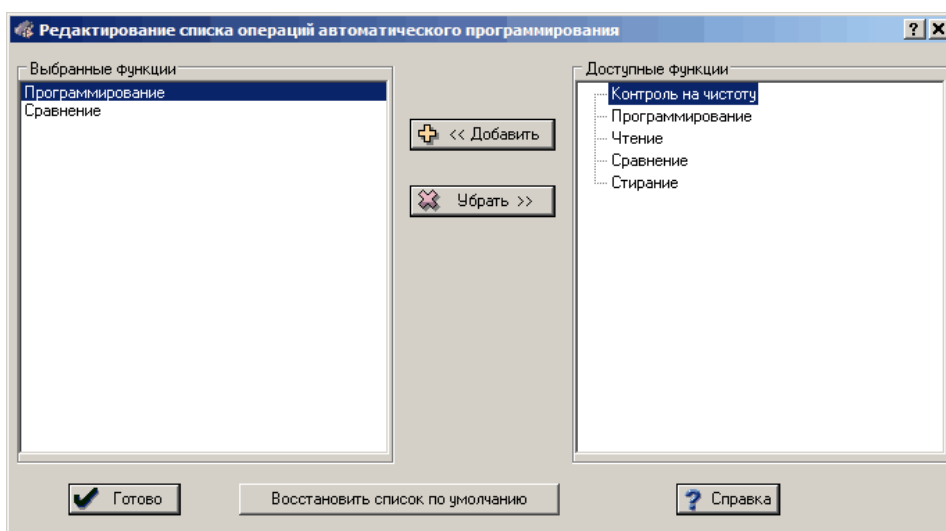 Редактирование списка операций автоматического программирования
Выбранные функции
Программирование
Сравнение
<< Добавить
Убрать >>
Доступные функции
Контроль на чистоту
Программирование
Чтение
Сравнение
Стирание
Готово
Восстановить список по умолчанию
Справка